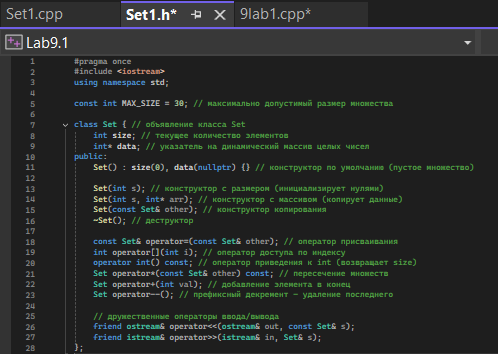 Set1.cpp
Set1.h*
9lab1.cpp*
Lab9.1
1 #pragma once
2 #include <iostream>
3 using namespace std;
4
5 const int MAX_SIZE = 30; // максимально допустимый размер множества
6
7 class Set { // объявление класса Set
8 int size; // текущее количество элементов
9 int* data; // указатель на динамический массив целых чисел
10 public:
11 Set() : size(0), data(nullptr) {} // конструктор по умолчанию (пустое множество)
12
13 Set(int s); // конструктор с размером (инициализирует нулями)
14 Set(int s, int* arr); // конструктор с массивом (копирует данные)
15 Set(const Set& other); // конструктор копирования
16 ~Set(); // деструктор
17
18 const Set& operator=(const Set& other); // оператор присваивания
19 int operator[](int i); // оператор доступа по индексу
20 operator int() const; // оператор приведения к int (возвращает size)
21 Set operator*(const Set& other) const; // пересечение множеств
22 Set operator+(int val); // добавление элемента в конец
23 Set operator--(); // префиксный декремент – удаление последнего
24
25 // дружественные операторы ввода/вывода
26 friend ostream& operator<<(ostream& out, const Set& s);
27 friend istream& operator>>(istream& in, Set& s);
28 };